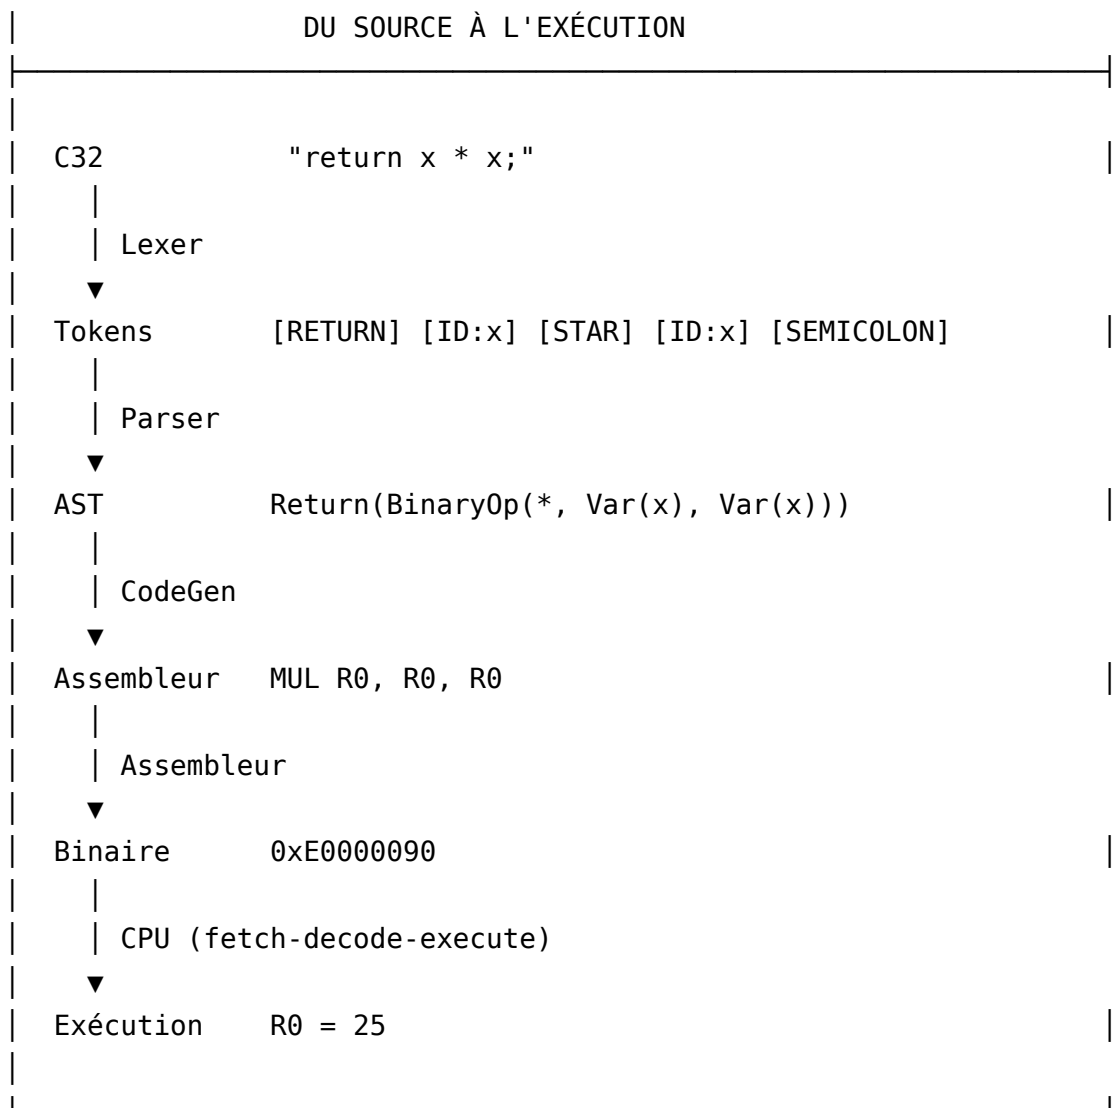 DU SOURCE À L'EXÉCUTION
C32 "return x * x;"
Lexer
▼
Tokens [RETURN] [ID:x] [STAR] [ID:x] [SEMICOLON]
Parser
▼
AST Return(BinaryOp(*, Var(x), Var(x)))
CodeGen
▼
Assembleur MUL R0, R0, R0
Assembleur
▼
Binaire 0xE0000090
CPU (fetch-decode-execute)
▼
Exécution R0 = 25